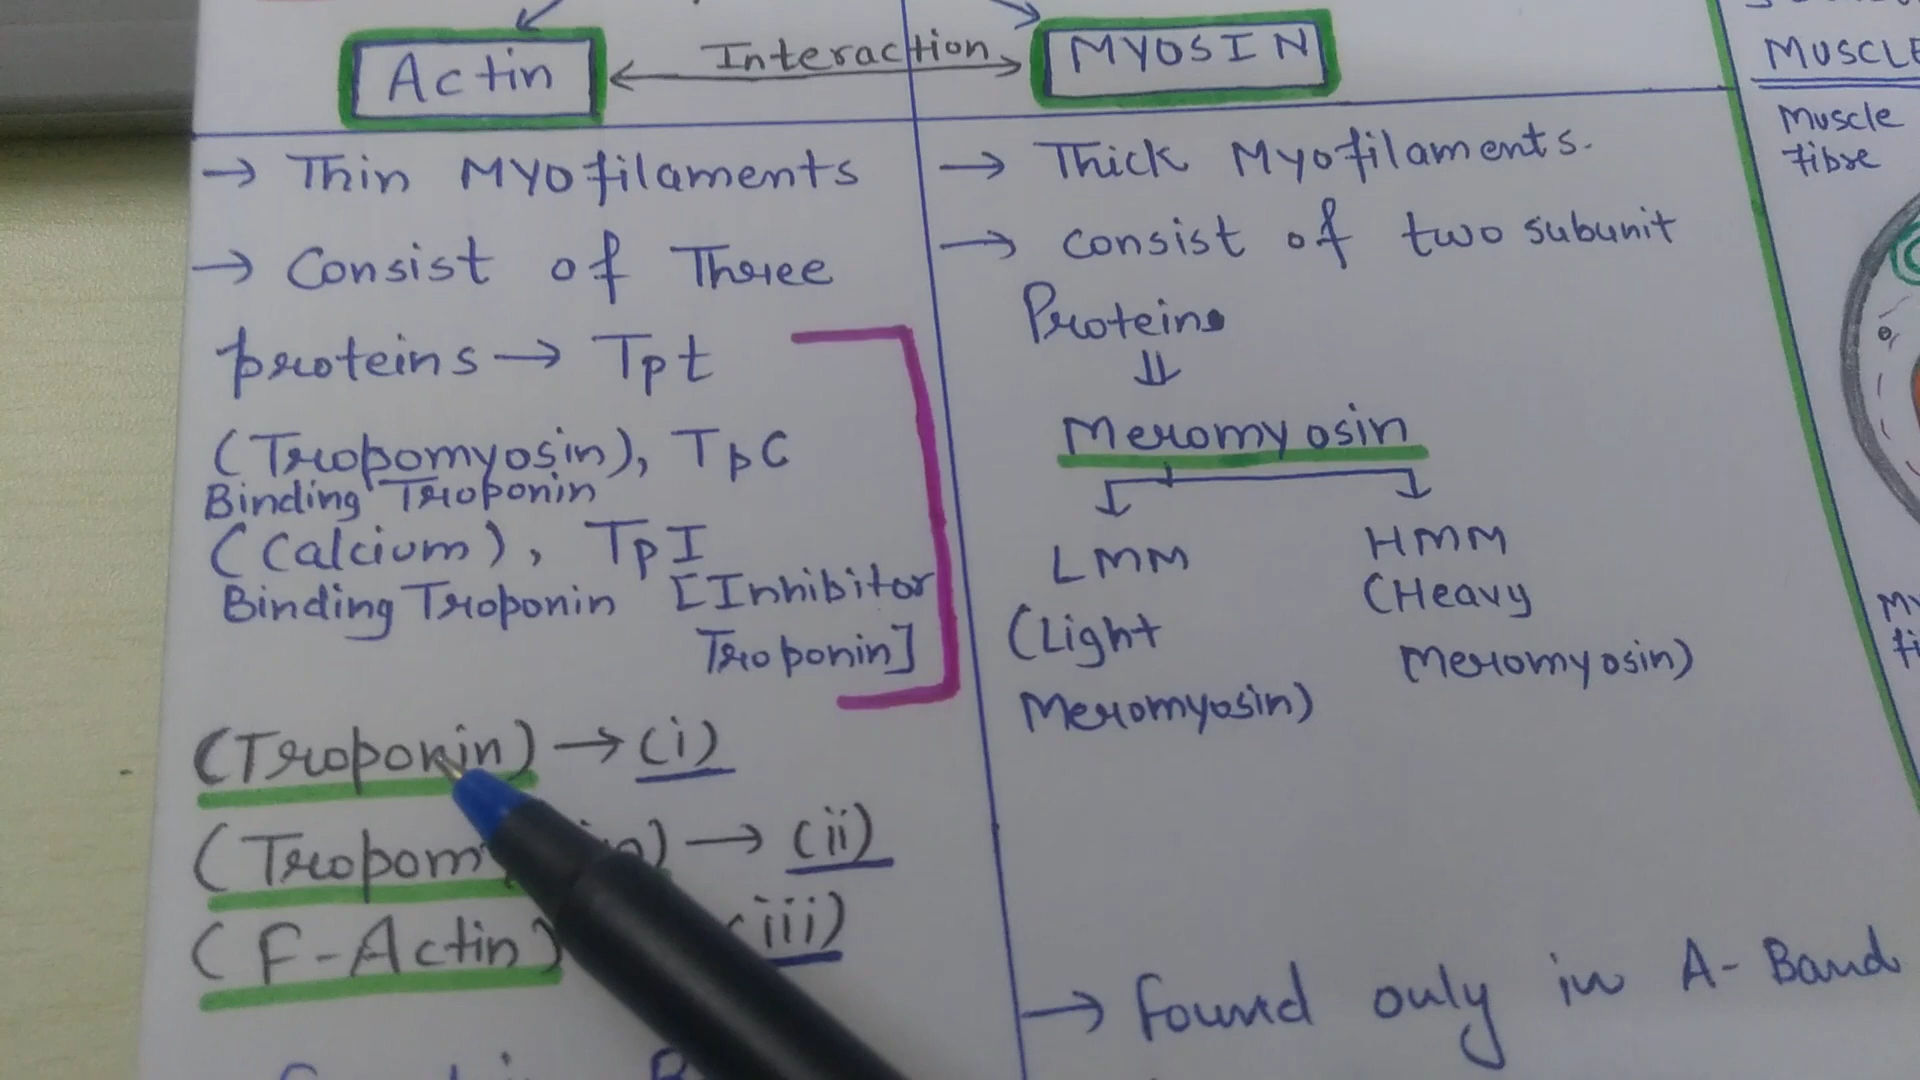 Actin
Interaction
MYOSIN
→ Thin Myofilaments
→ Consist of Three
proteins → Tpt
(Tropomyosin), TpC
Binding Troponin
(Calcium), TpI
Binding Troponin [Inhibitor
Troponin]
(Troponin) → (i)
→ (ii)
(F-Actin) (iii)
→ Thick Myofilaments.
→ consist of two subunit
Proteins
⇓
Meromyosin
LMM
(Light
Meromyosin)
HMM
(Heavy
Meromyosin)
→ Found only in A-Band
MUSCLE
Muscle
fibre